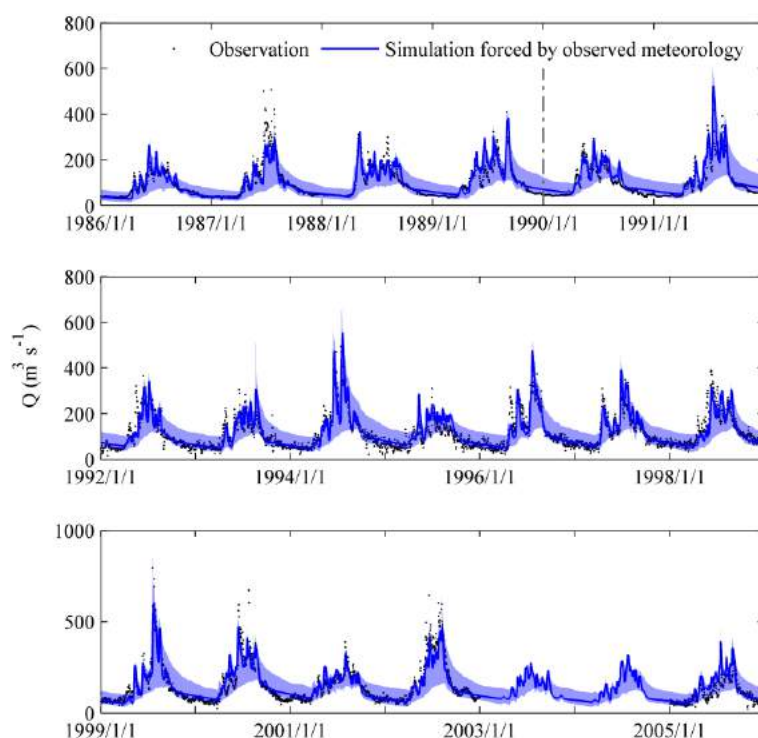 800
Observation
Simulation forced by observed meteorology
600
400
200
0
1986/1/1 1987/1/1 1988/1/1 1989/1/1 1990/1/1 1991/1/1
800
600
400
200
0
Q (m³ s⁻¹)
1992/1/1 1994/1/1 1996/1/1 1998/1/1
1000
500
0
1999/1/1 2001/1/1 2003/1/1 2005/1/1